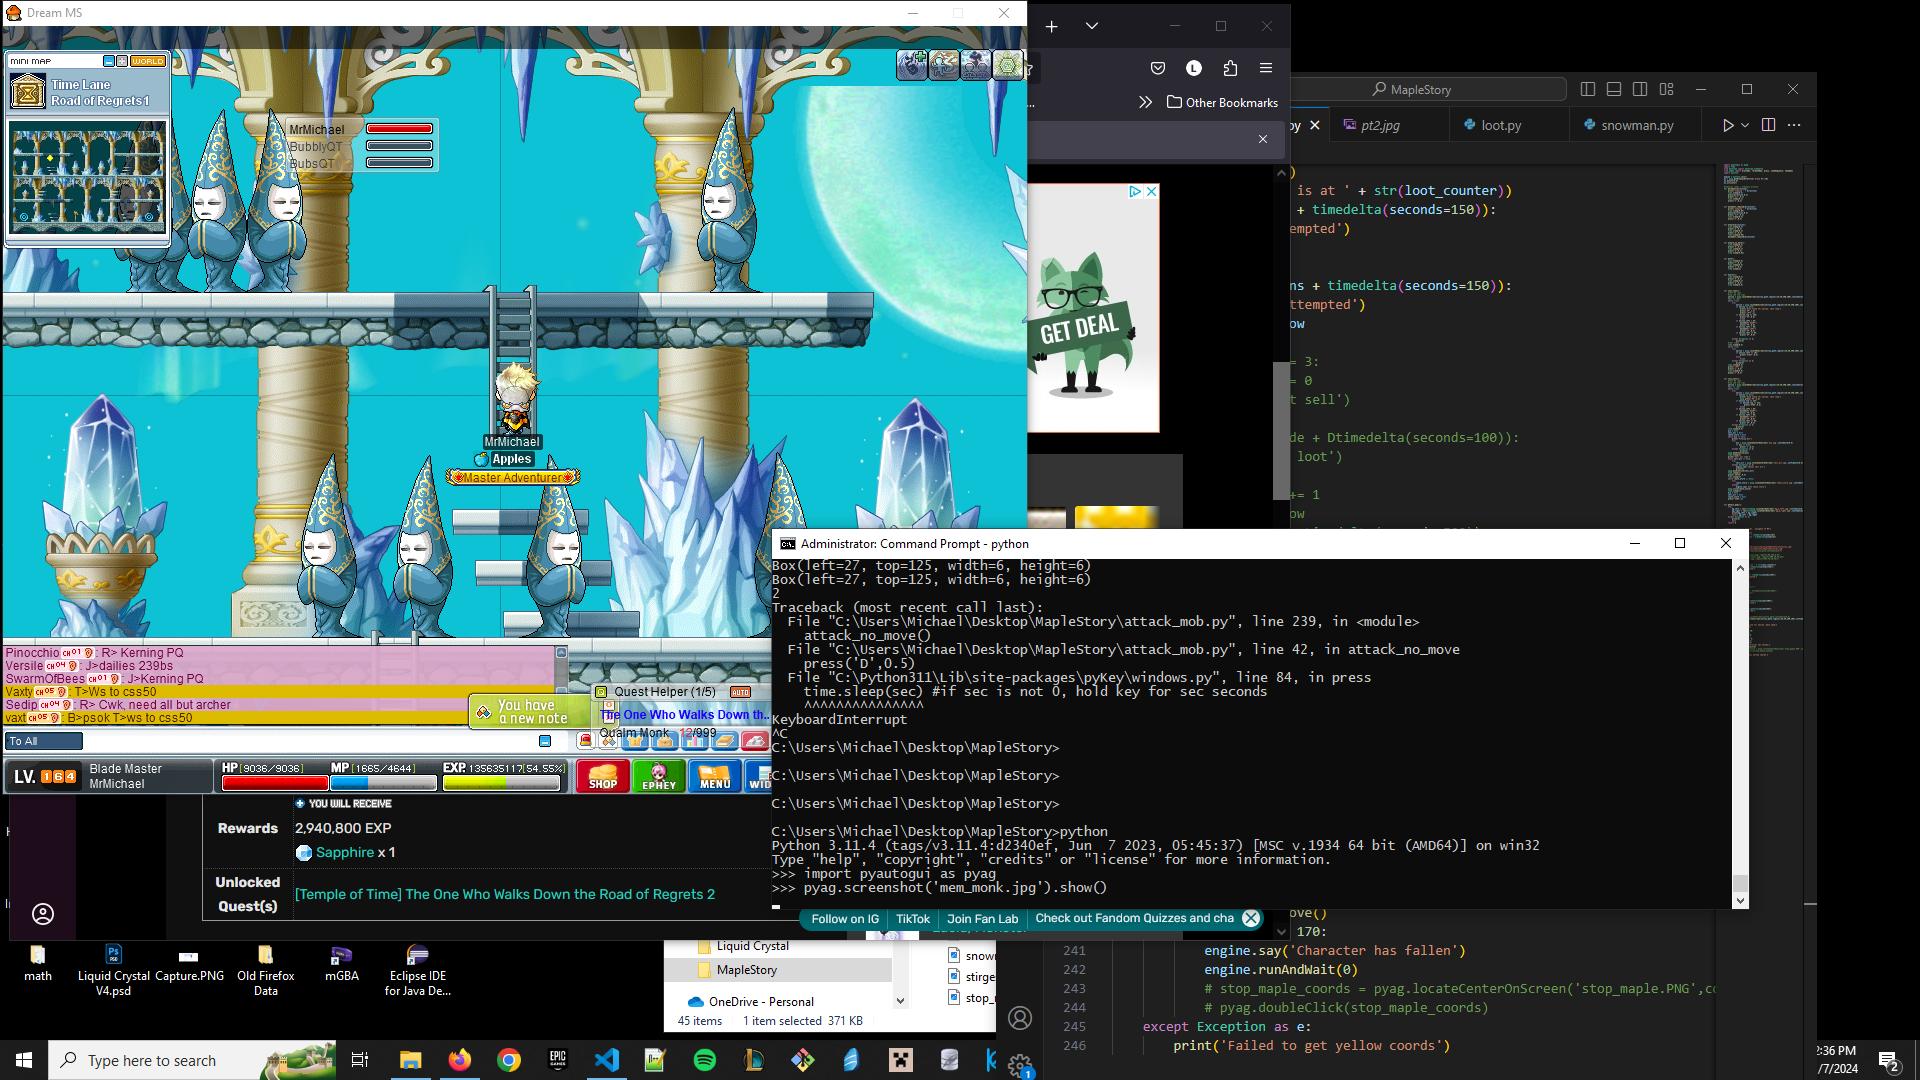 Dream MS
MINI MAP
WORLD
Time Lane
Road of Regrets1
MrMichael
BubblyQT
BubsQT
MrMichael
Apples
Master Adventurer
Pinocchio CH01 : R> Kerning PQ
Versile CH04 : J>dailies 239bs
SwarmOfBees CH01 : J>Kerning PQ
Vaxty CH05 : T>Ws to css50
Sedip CH04 : R> Cwk, need all but archer
vaxt CH05 : B>psok T>ws to css50
You have
a new note
Quest Helper (1/5)
AUTO
The One Who Walks Down th..
Qualm Monk 12/999
To All
LV. 164
Blade Master
MrMichael
HP[9036/9036]
MP[1665/4644]
EXP. 135635117[54.55%]
SHOP
EPHEY
MENU
YOU WILL RECEIVE
Rewards
2,940,800 EXP
Sapphire x 1
Unlocked
Quest(s)
[Temple of Time] The One Who Walks Down the Road of Regrets 2
L
Other Bookmarks
GET DEAL
MapleStory
py
pt2.jpg
loot.py
snowman.py
)
is at ' + str(loot_counter))
+ timedelta(seconds=150)):
empted')
ns + timedelta(seconds=150)):
ttempted')
ow
= 3:
= 0
t sell')
de + Dtimedelta(seconds=100)):
loot')
+= 1
ow
Administrator: Command Prompt - python
Box(left=27, top=125, width=6, height=6)
Box(left=27, top=125, width=6, height=6)
2
Traceback (most recent call last):
File "C:\Users\Michael\Desktop\MapleStory\attack_mob.py", line 239, in <module>
attack_no_move()
File "C:\Users\Michael\Desktop\MapleStory\attack_mob.py", line 42, in attack_no_move
press('D',0.5)
File "C:\Python311\Lib\site-packages\pyKey\windows.py", line 84, in press
time.sleep(sec) #if sec is not 0, hold key for sec seconds
^^^^^^^^^^^^^^^
KeyboardInterrupt
^C
C:\Users\Michael\Desktop\MapleStory>
C:\Users\Michael\Desktop\MapleStory>
C:\Users\Michael\Desktop\MapleStory>
C:\Users\Michael\Desktop\MapleStory>python
Python 3.11.4 (tags/v3.11.4:d2340ef, Jun  7 2023, 05:45:37) [MSC v.1934 64 bit (AMD64)] on win32
Type "help", "copyright", "credits" or "license" for more information.
>>> import pyautogui as pyag
>>> pyag.screenshot('mem_monk.jpg').show()
Follow on IG
TikTok
Join Fan Lab
Check out Fandom Quizzes and cha
ove()
170:
241 engine.say('Character has fallen')
242 engine.runAndWait(0)
243 # stop_maple_coords = pyag.locateCenterOnScreen('stop_maple.PNG',co
244 # pyag.doubleClick(stop_maple_coords)
245 except Exception as e:
246 print('Failed to get yellow coords')
math
Liquid Crystal
V4.psd
Capture.PNG
Old Firefox
Data
mGBA
Eclipse IDE
for Java De...
Liquid Crystal
MapleStory
OneDrive - Personal
snow
stirge
stop_
45 items
1 item selected 371 KB
Type here to search
EPIC
GAMES
1
2:36 PM
/7/2024
2